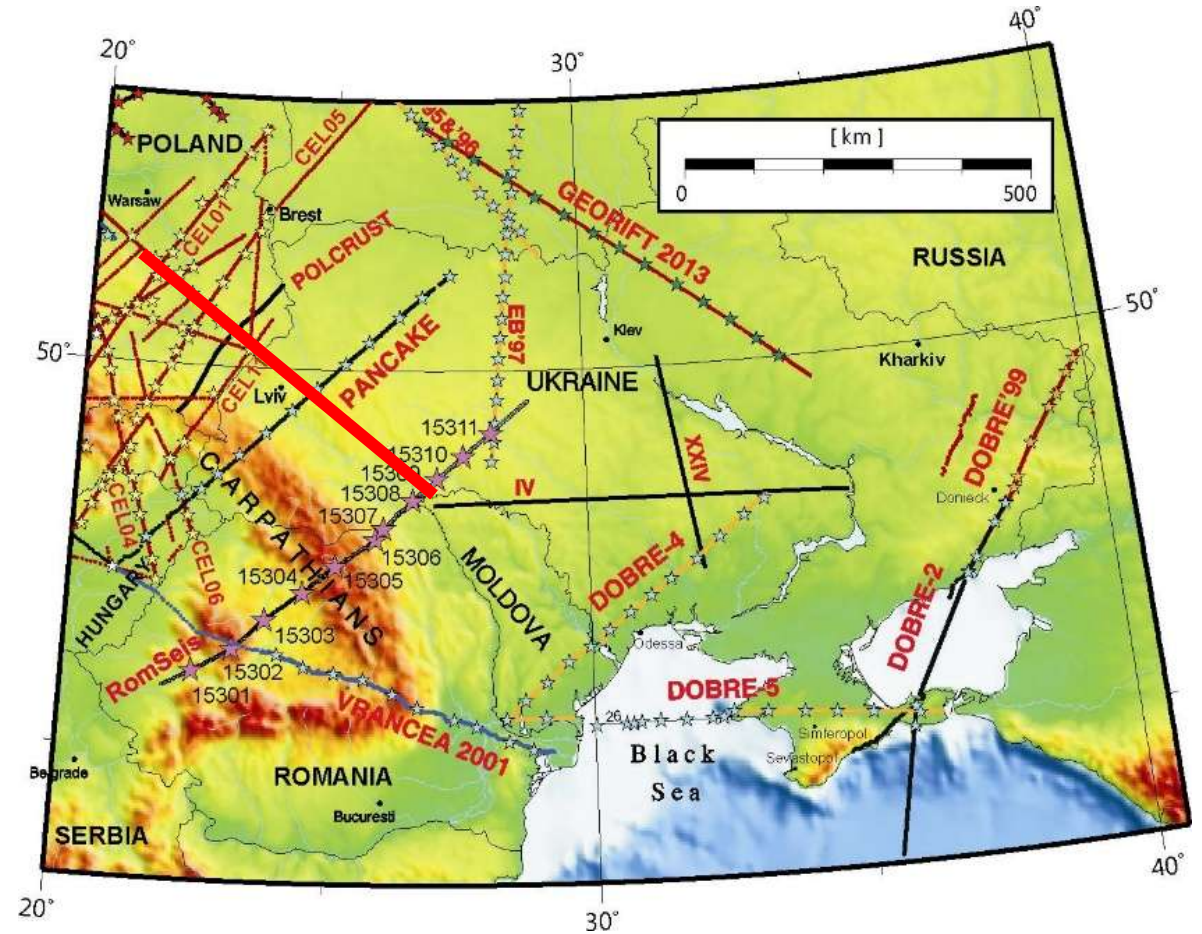 40°
20°
30°
POLAND
95&'96
CEL05
[ km ]
0
500
Warsaw
Brest
CEL01
GEORIFT 2013
RUSSIA
POLCRUST
EB'97
Kiev
50°
50°
Kharkiv
PANCAKE
UKRAINE
Lviv
15311
15310
15309
15308
15307
15306
15305
15304
15303
15302
15301
IV
XXIV
DOBRE'99
Donieck
CARPATHIANS
CEL04
CEL06
HUNGARY
MOLDOVA
DOBRE-4
DOBRE-2
Odessa
RomSeis
VRANCEA 2001
DOBRE-5
26
Simferopol
Sevastopol
Black
Sea
Belgrade
ROMANIA
Bucuresti
SERBIA
20°
30°
40°